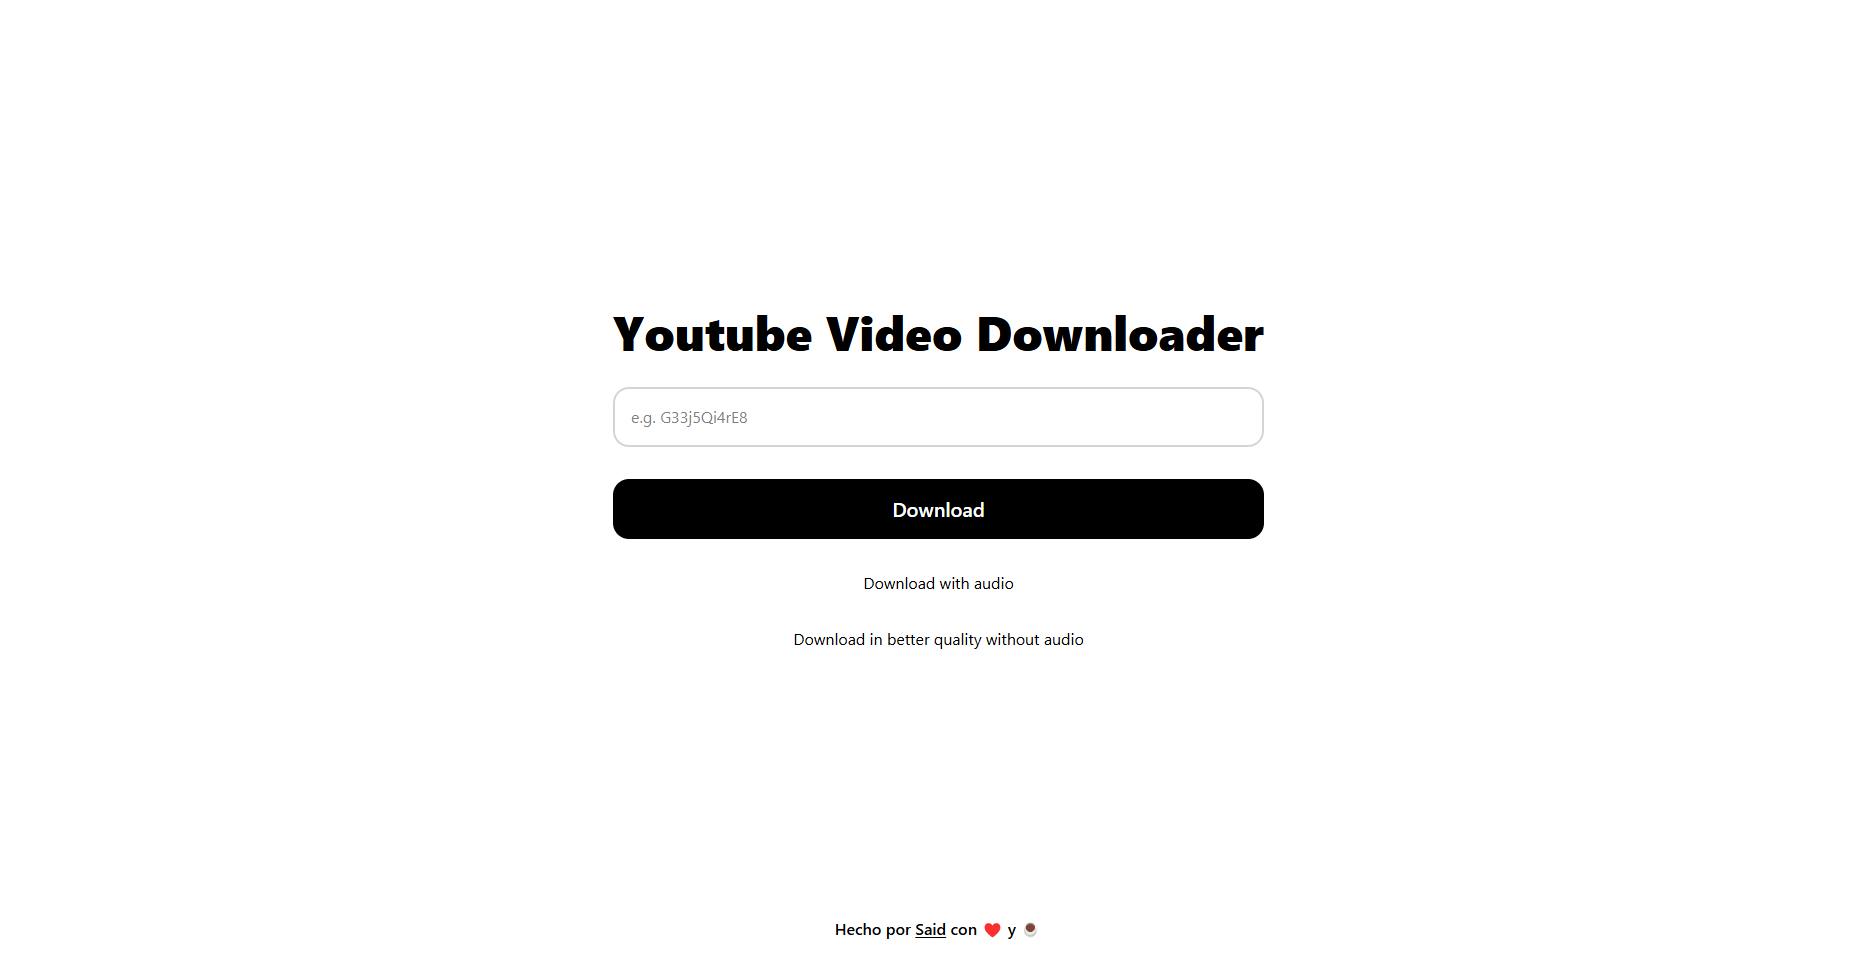 Youtube Video Downloader
e.g. G33j5Qi4rE8
Download
Download with audio
Download in better quality without audio
Hecho por Said con ❤️ y ☕